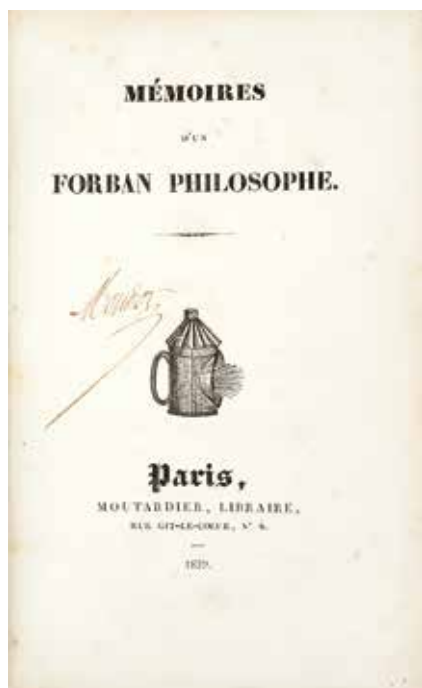 MÉMOIRES
D'UN
FORBAN PHILOSOPHE.
Paris,
MOUTARDIER, LIBRAIRE,
RUE GIT-LE-CŒUR, N° 4.
1829.